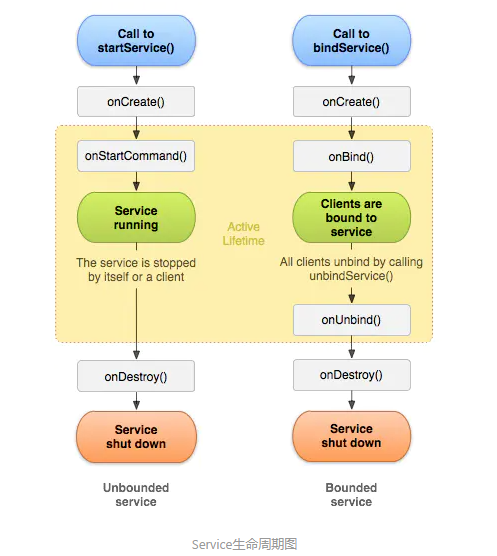 Call to
startService()
onCreate()
onStartCommand()
Service
running
The service is stopped
by itself or a client
onDestroy()
Service
shut down
Unbounded
service
Active
Lifetime
Call to
bindService()
onCreate()
onBind()
Clients are
bound to
service
All clients unbind by calling
unbindService()
onUnbind()
onDestroy()
Service
shut down
Bounded
service
Service生命周期图